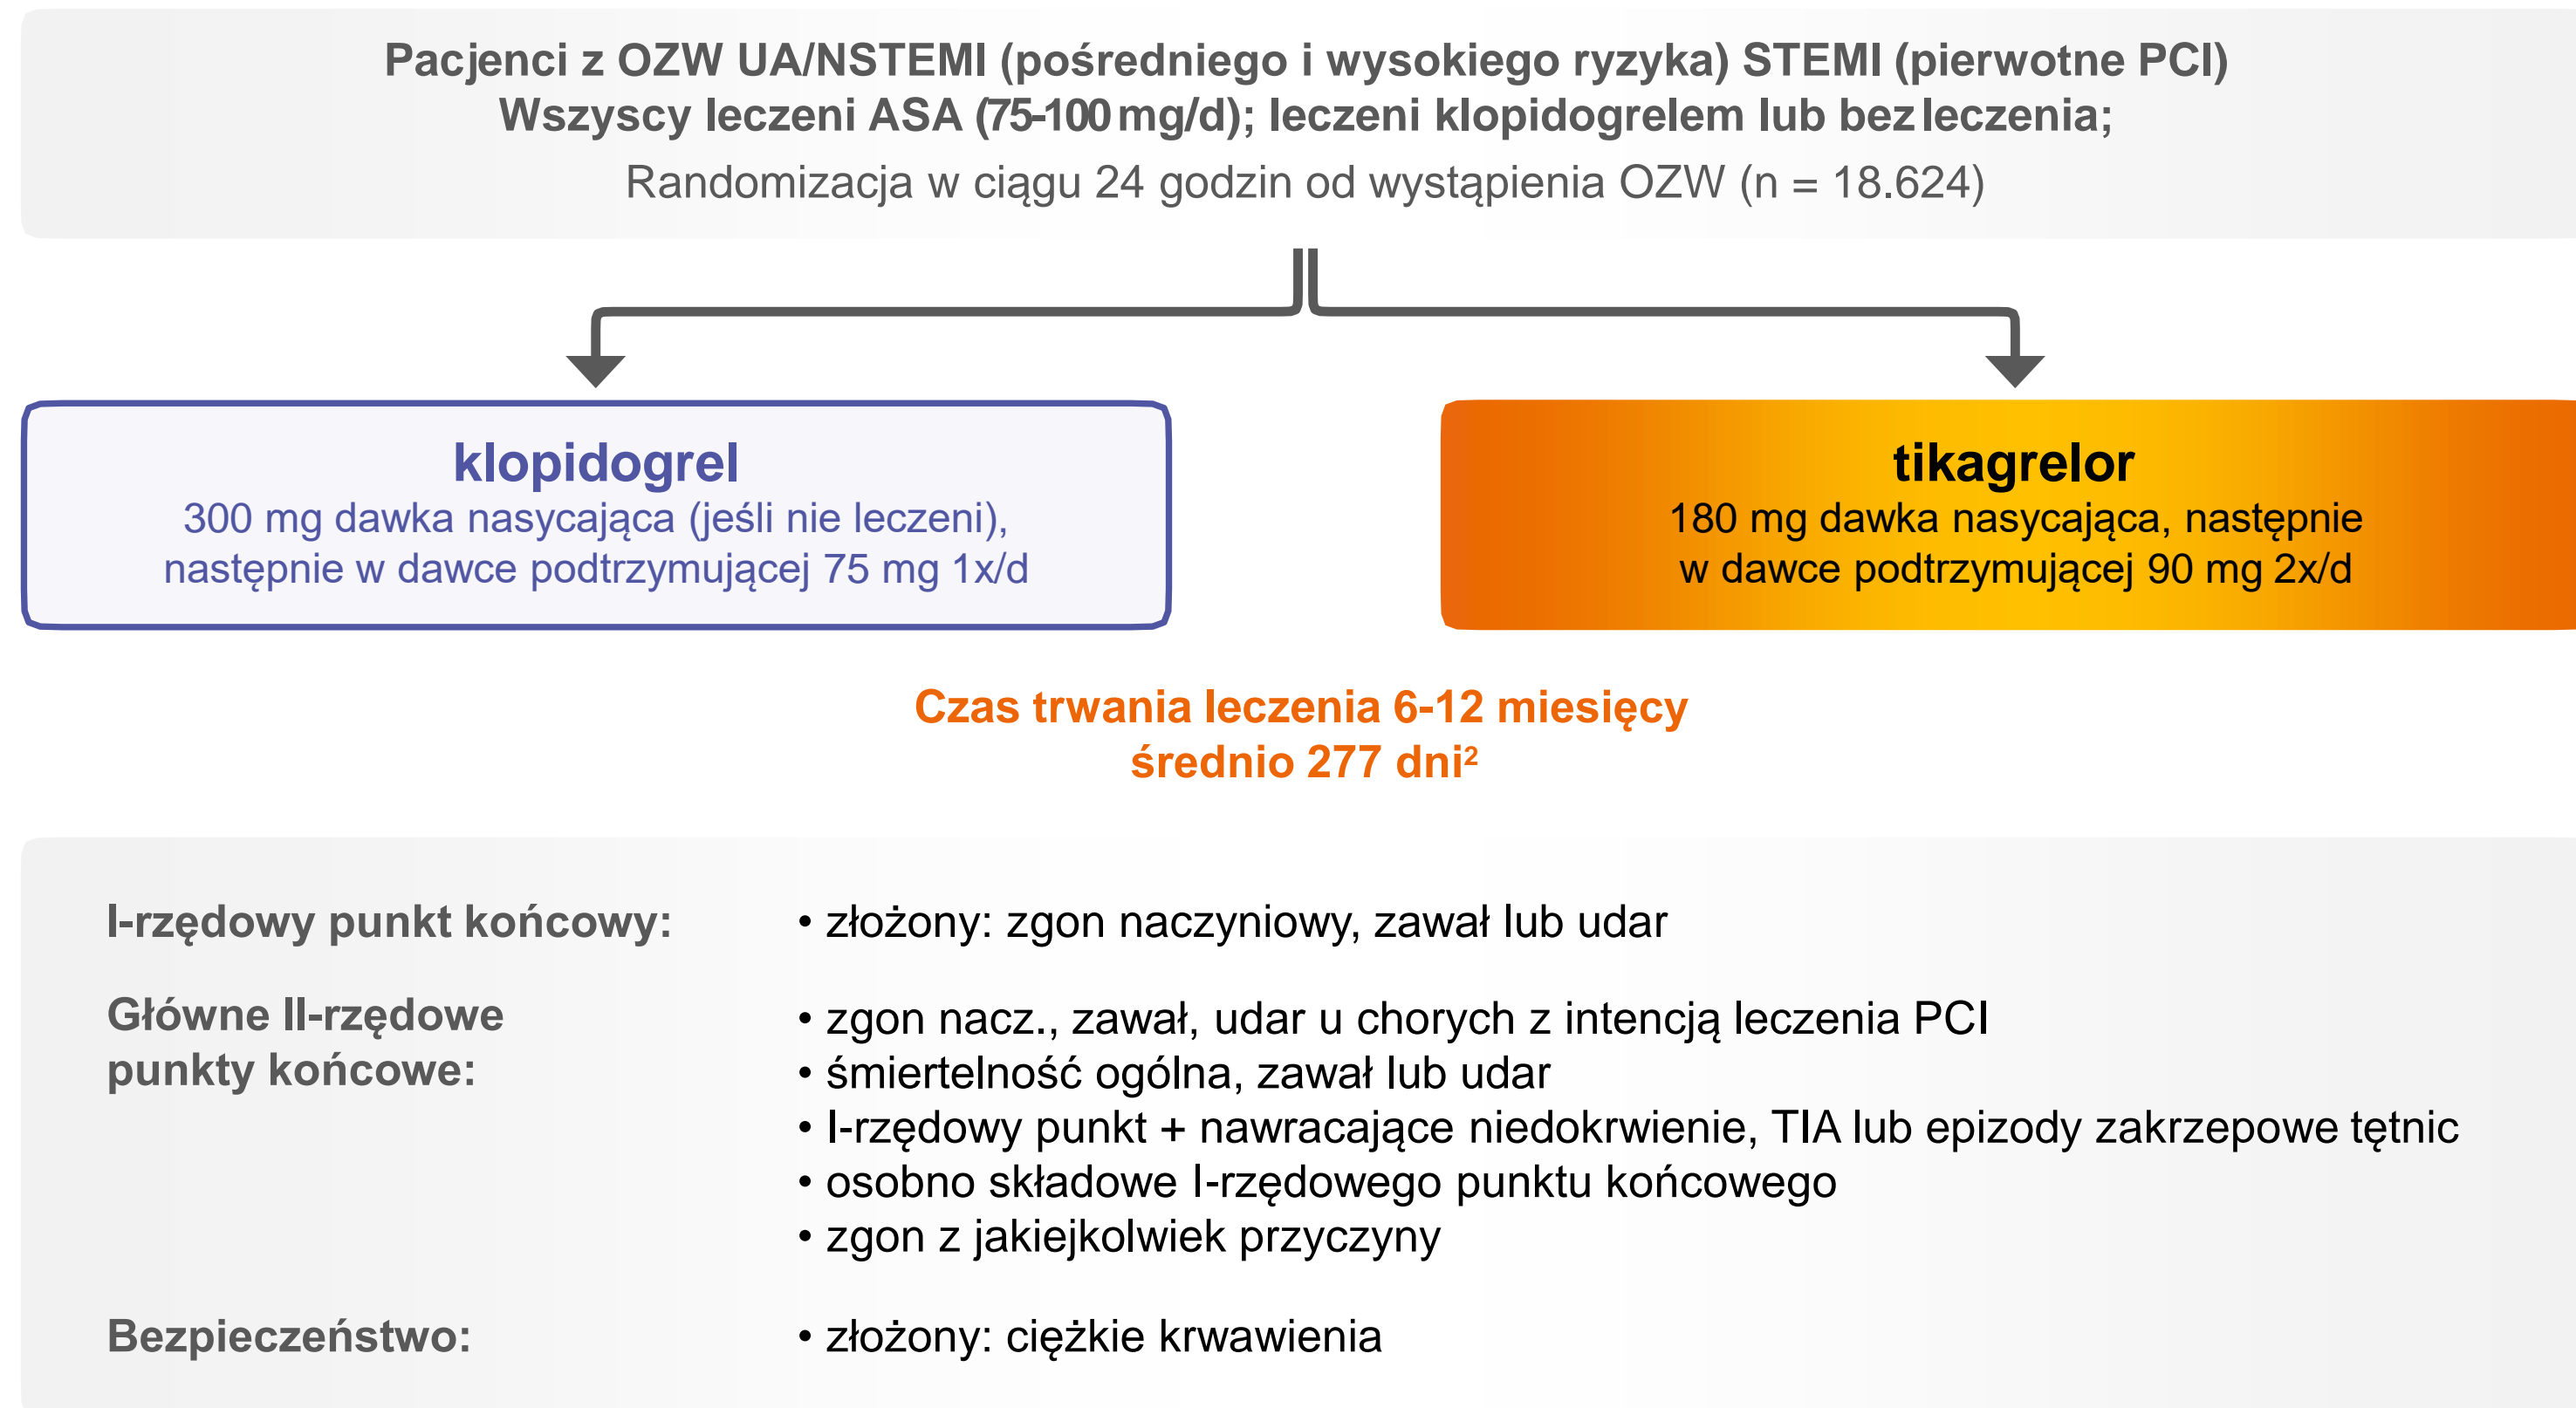 Pacjenci z OZW UA/NSTEMI (pośredniego i wysokiego ryzyka) STEMI (pierwotne PCI)
Wszyscy leczeni ASA (75-100 mg/d); leczeni klopidogrelem lub bez leczenia;
Randomizacja w ciągu 24 godzin od wystąpienia OZW (n = 18.624)
klopidogrel
300 mg dawka nasycająca (jeśli nie leczeni),
następnie w dawce podtrzymującej 75 mg 1x/d
tikagrelor
180 mg dawka nasycająca, następnie
w dawce podtrzymującej 90 mg 2x/d
Czas trwania leczenia 6-12 miesięcy
średnio 277 dni²
I-rzędowy punkt końcowy:
• złożony: zgon naczyniowy, zawał lub udar
Główne II-rzędowe
punkty końcowe:
• zgon nacz., zawał, udar u chorych z intencją leczenia PCI
• śmiertelność ogólna, zawał lub udar
• I-rzędowy punkt + nawracające niedokrwienie, TIA lub epizody zakrzepowe tętnic
• osobno składowe I-rzędowego punktu końcowego
• zgon z jakiejkolwiek przyczyny
Bezpieczeństwo:
• złożony: ciężkie krwawienia